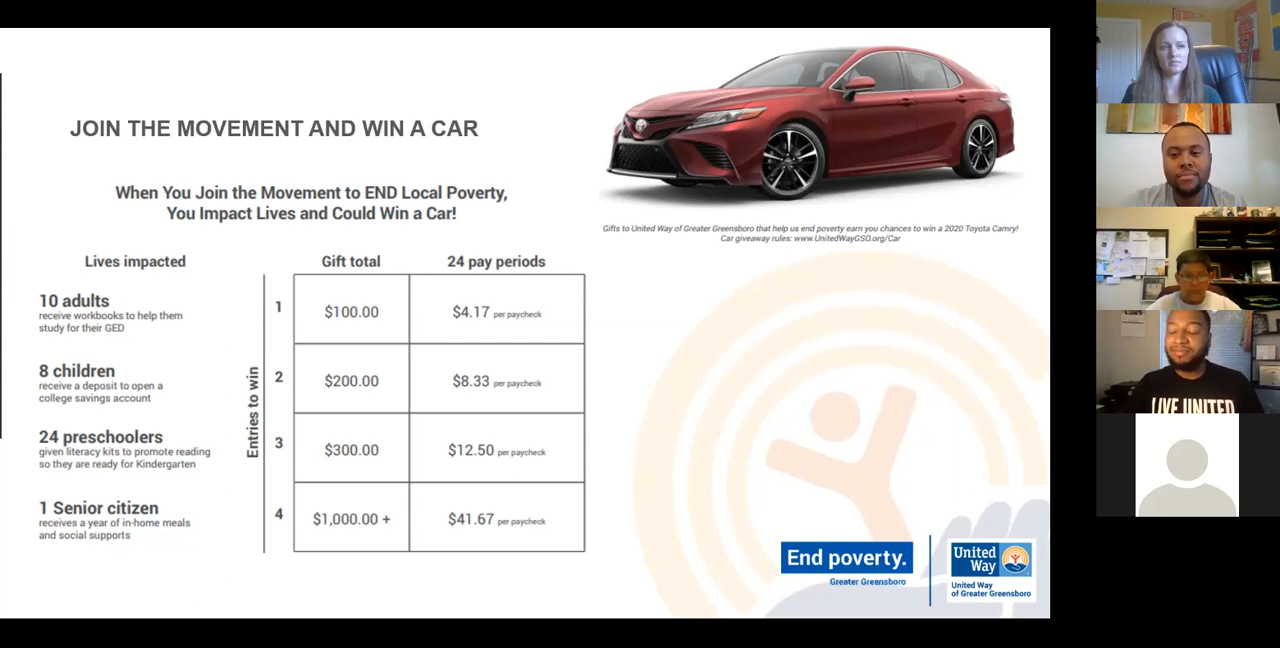 JOIN THE MOVEMENT AND WIN A CAR
When You Join the Movement to END Local Poverty,
You Impact Lives and Could Win a Car!
Gifts to United Way of Greater Greensboro that help us end poverty earn you chances to win a 2020 Toyota Camry!
Car giveaway rules: www.UnitedWayGSO.org/Car
Lives impacted
Gift total
24 pay periods
Entries to win
10 adults
receive workbooks to help them
study for their GED
1
$100.00
$4.17 per paycheck
8 children
receive a deposit to open a
college savings account
2
$200.00
$8.33 per paycheck
24 preschoolers
given literacy kits to promote reading
so they are ready for Kindergarten
3
$300.00
$12.50 per paycheck
1 Senior citizen
receives a year of in-home meals
and social supports
4
$1,000.00 +
$41.67 per paycheck
End poverty.
Greater Greensboro
United
Way
United Way
of Greater Greensboro
LIVE UNITED